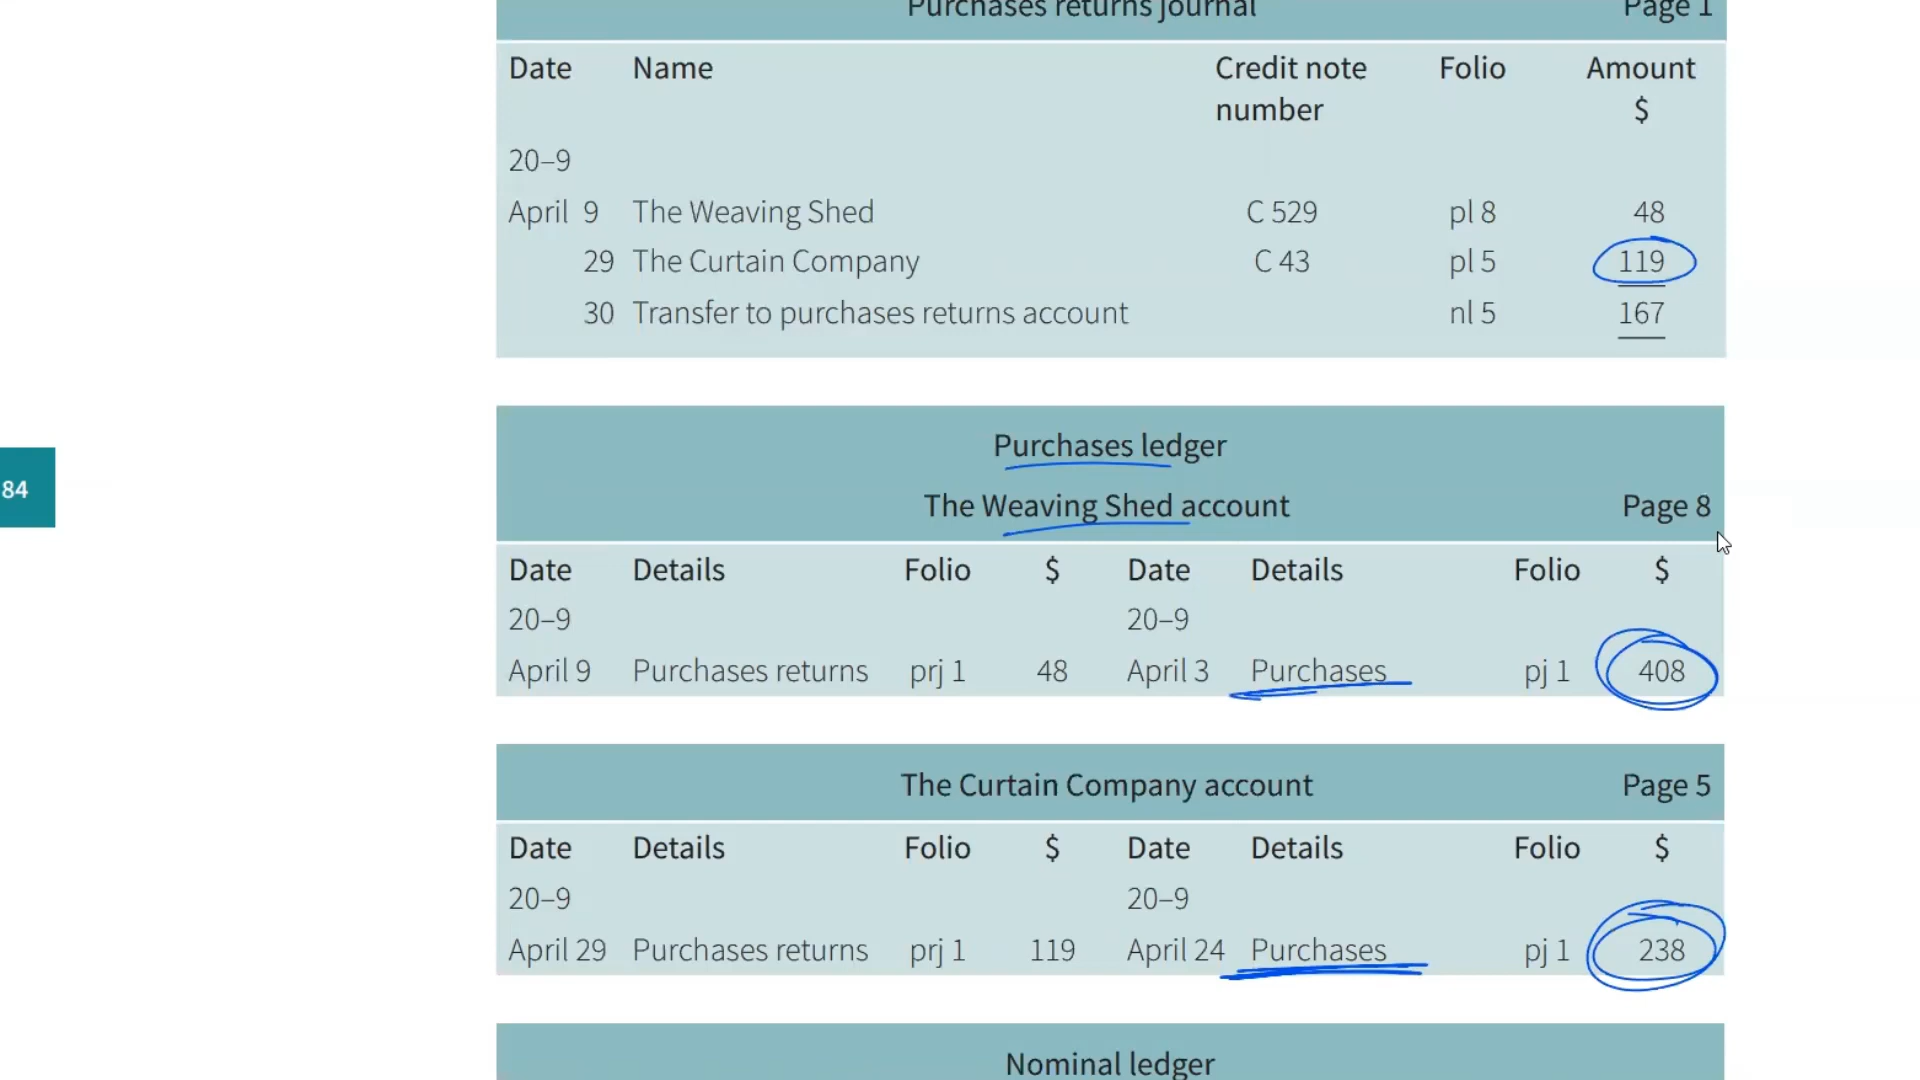 Purchases returns journal Page 1
Date Name Credit note number Folio Amount $
20–9
April 9 The Weaving Shed C 529 pl 8 48
29 The Curtain Company C 43 pl 5 119
30 Transfer to purchases returns account nl 5 167
Purchases ledger
84
The Weaving Shed account Page 8
Date Details Folio $ Date Details Folio $
20–9 20–9
April 9 Purchases returns prj 1 48 April 3 Purchases pj 1 408
The Curtain Company account Page 5
Date Details Folio $ Date Details Folio $
20–9 20–9
April 29 Purchases returns prj 1 119 April 24 Purchases pj 1 238
Nominal ledger